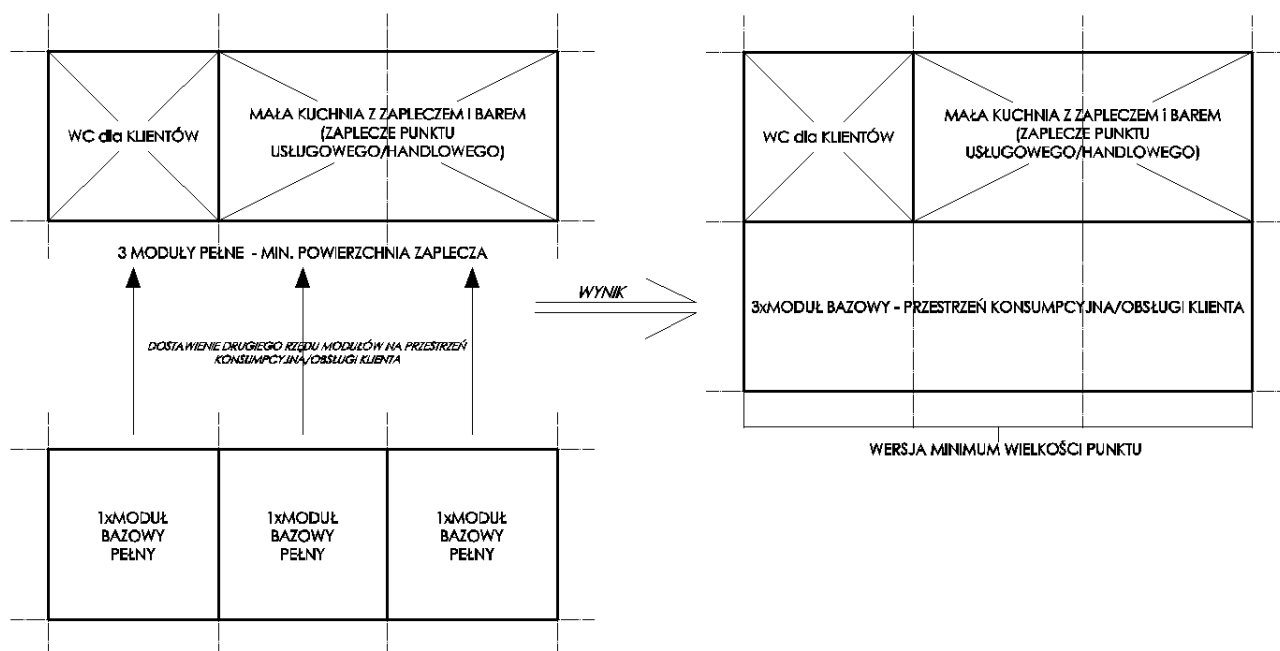 WC dla KLIENTÓW
MAŁA KUCHNIA Z ZAPLECZEM I BAREM
(ZAPLECZE PUNKTU
USŁUGOWEGO/HANDLOWEGO)
3 MODUŁY PEŁNE - MIN. POWIERZCHNIA ZAPLECZA
DOSTAWIENIE DRUGIEGO RZĘDU MODUŁÓW NA PRZESTRZEŃ
KONSUMPCYJNA/OBSŁUGI KLIENTA
1xMODUŁ
BAZOWY
PEŁNY
1xMODUŁ
BAZOWY
PEŁNY
1xMODUŁ
BAZOWY
PEŁNY
WYNIK
WC dla KLIENTÓW
MAŁA KUCHNIA Z ZAPLECZEM i BAREM
(ZAPLECZE PUNKTU
USŁUGOWEGO/HANDLOWEGO)
3xMODUŁ BAZOWY - PRZESTRZEŃ KONSUMPCYJNA/OBSŁUGI KLIENTA
WERSJA MINIMUM WIELKOŚCI PUNKTU